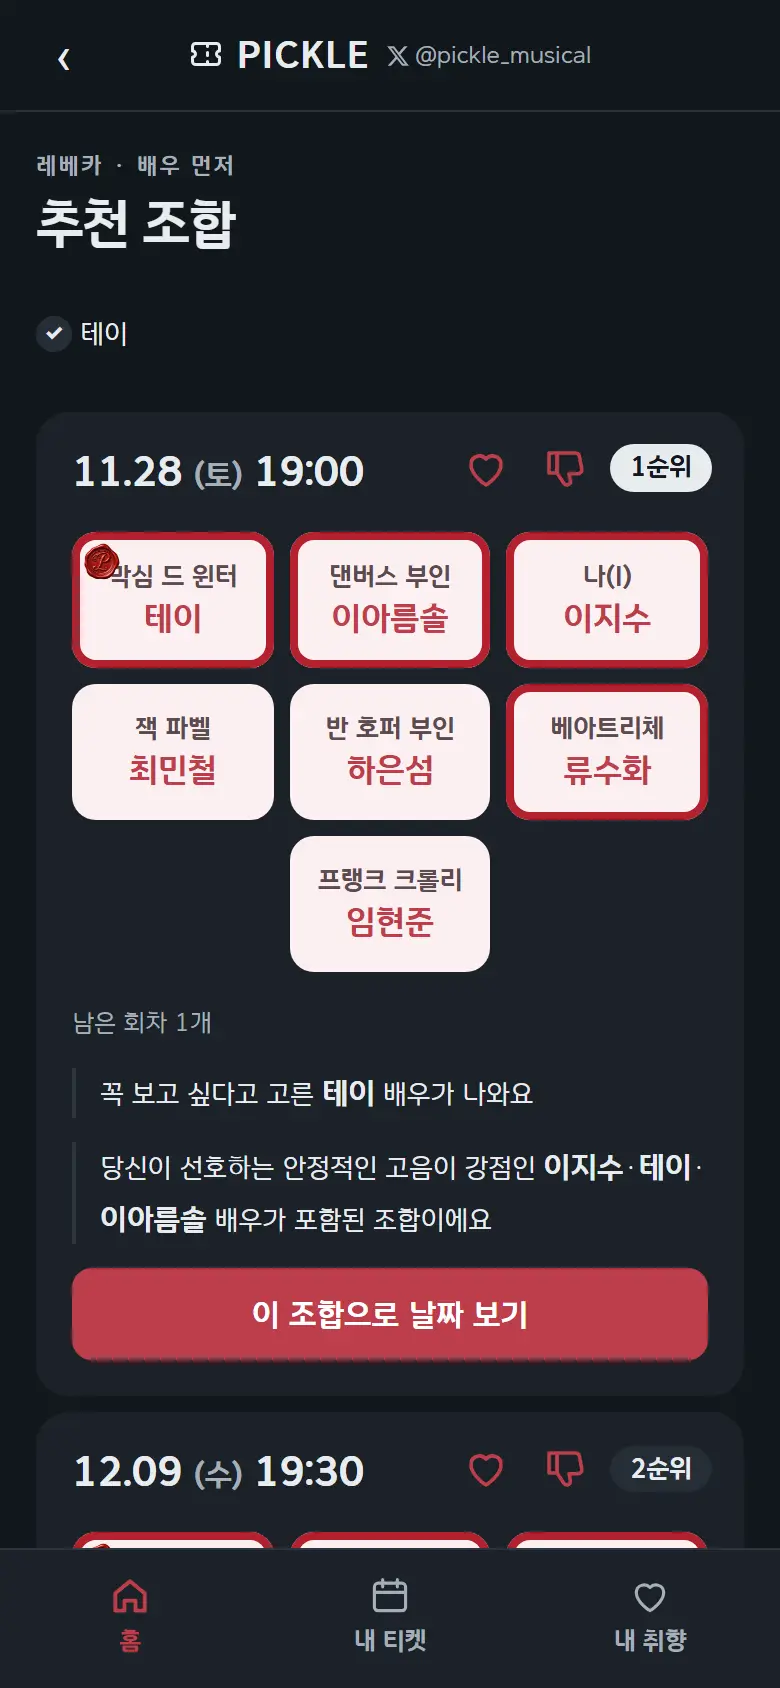 PICKLE @pickle_musical
레베카 · 배우 먼저
추천 조합
테이
11.28 (토) 19:00 1순위
막심 드 윈터 댄버스 부인 나(I)
테이 이아름솔 이지수
잭 파벨 반 호퍼 부인 베아트리체
최민철 하은섬 류수화
프랭크 크롤리
임현준
남은 회차 1개
꼭 보고 싶다고 고른 테이 배우가 나와요
당신이 선호하는 안정적인 고음이 강점인 이지수·테이·
이아름솔 배우가 포함된 조합이에요
이 조합으로 날짜 보기
12.09 (수) 19:30 2순위
홈 내 티켓 내 취향